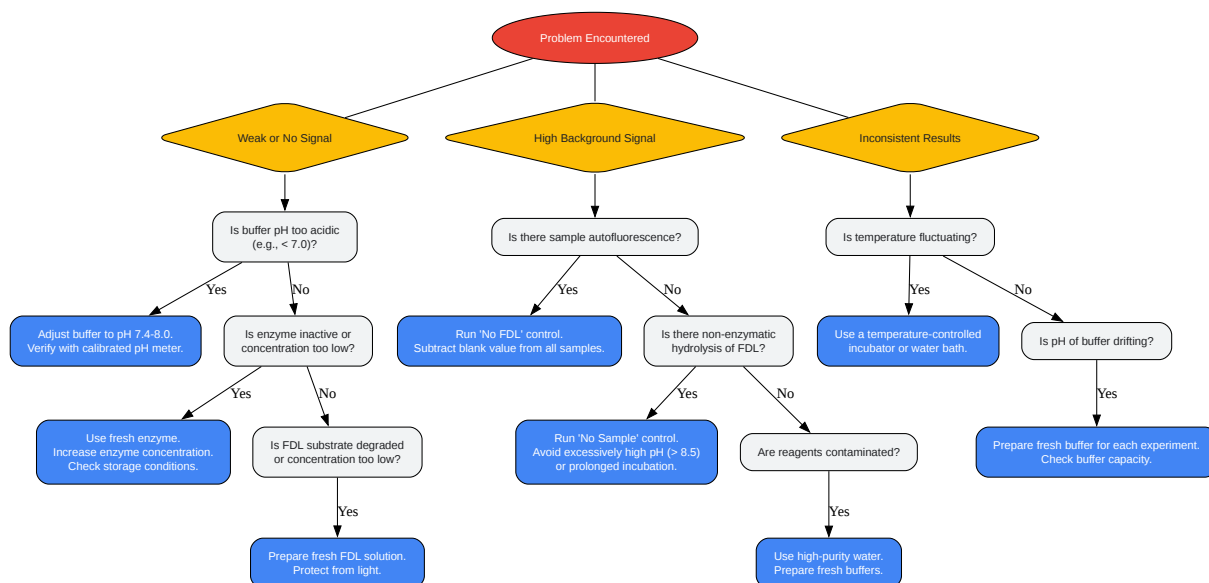 Problem Encountered
Weak or No Signal
High Background Signal
Inconsistent Results
Is buffer pH too acidic
(e.g., < 7.0)?
Is there sample autofluorescence?
Is temperature fluctuating?
Yes
No
Yes
No
Yes
No
Adjust buffer to pH 7.4-8.0.
Verify with calibrated pH meter.
Is enzyme inactive or
concentration too low?
Run 'No FDL' control.
Subtract blank value from all samples.
Is there non-enzymatic
hydrolysis of FDL?
Use a temperature-controlled
incubator or water bath.
Is pH of buffer drifting?
Yes
No
Yes
No
Yes
Use fresh enzyme.
Increase enzyme concentration.
Check storage conditions.
Is FDL substrate degraded
or concentration too low?
Run 'No Sample' control.
Avoid excessively high pH (> 8.5)
or prolonged incubation.
Are reagents contaminated?
Prepare fresh buffer for each experiment.
Check buffer capacity.
Yes
Yes
Prepare fresh FDL solution.
Protect from light.
Use high-purity water.
Prepare fresh buffers.